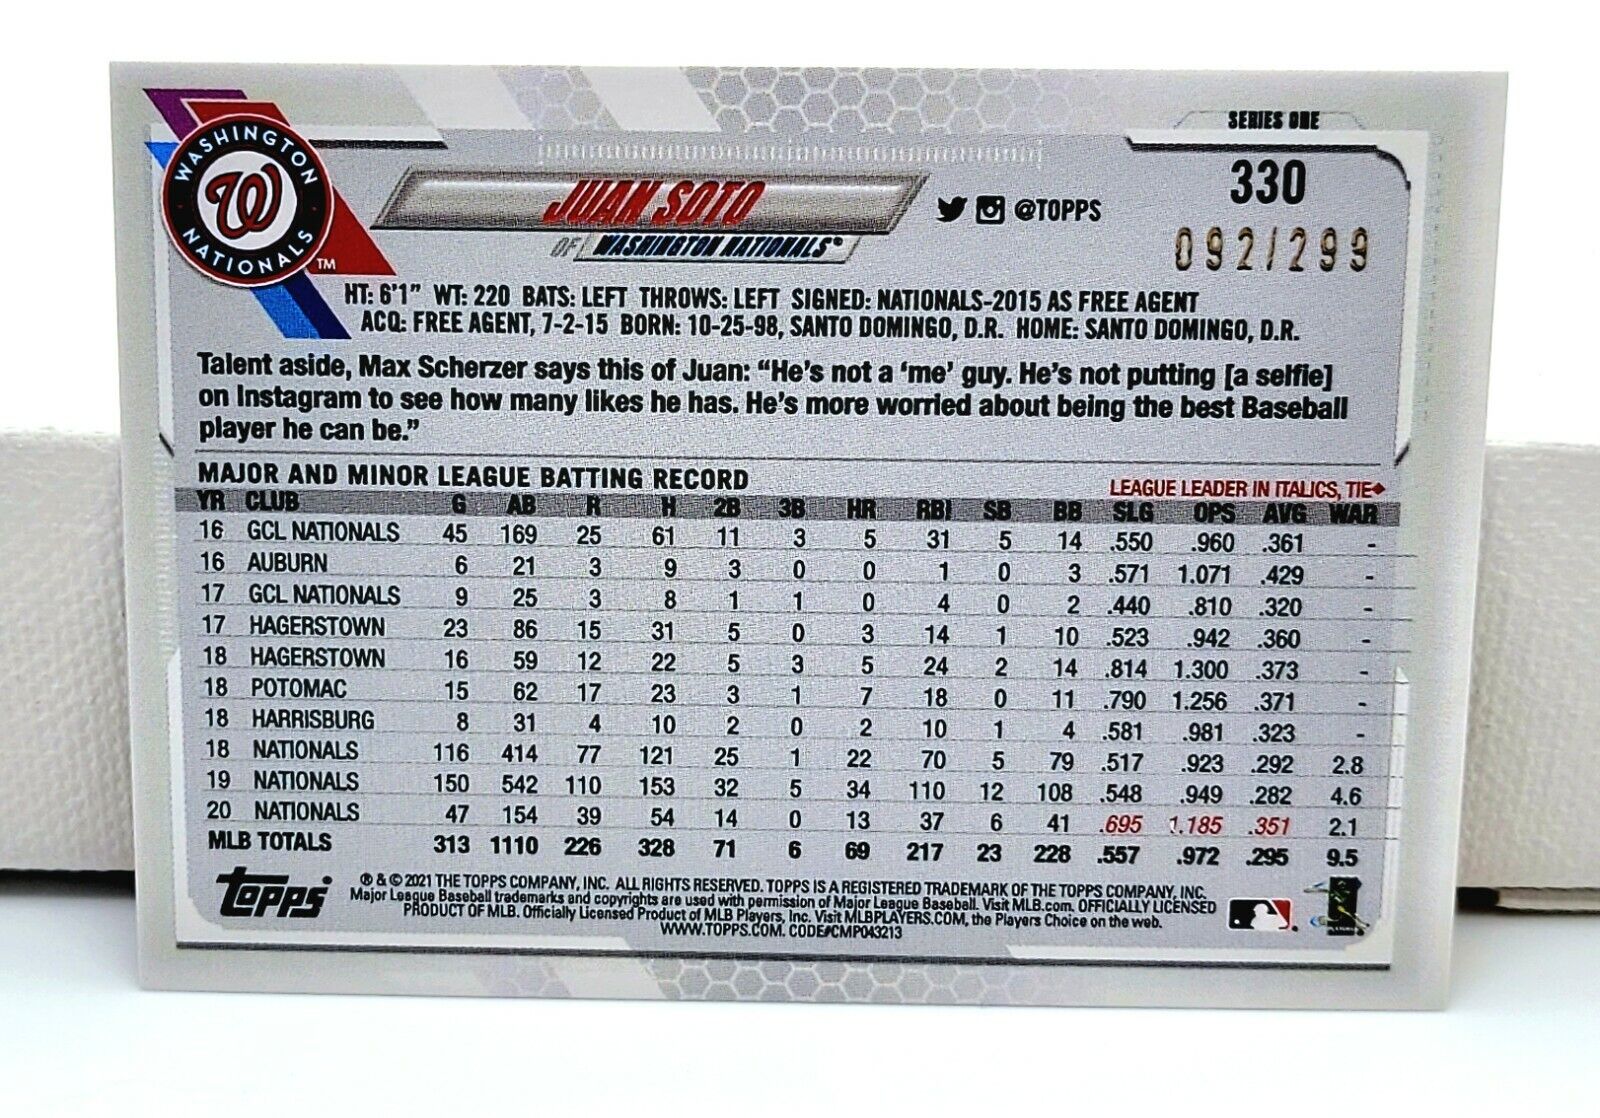 SERIES ONE
330
092/299
WASHINGTON
W
NATIONALS
TM
JUAN SOTO
OF WASHINGTON NATIONALS®
@TOPPS
HT: 6'1" WT: 220 BATS: LEFT THROWS: LEFT SIGNED: NATIONALS-2015 AS FREE AGENT
ACQ: FREE AGENT, 7-2-15 BORN: 10-25-98, SANTO DOMINGO, D.R. HOME: SANTO DOMINGO, D.R.
Talent aside, Max Scherzer says this of Juan: “He’s not a ‘me’ guy. He’s not putting [a selfie]
on Instagram to see how many likes he has. He’s more worried about being the best Baseball
player he can be.”
MAJOR AND MINOR LEAGUE BATTING RECORD
LEAGUE LEADER IN ITALICS, TIE♦
YR CLUB G AB R H 2B 3B HR RBI SB BB SLG OPS AVG WAR
16 GCL NATIONALS 45 169 25 61 11 3 5 31 5 14 .550 .960 .361 -
16 AUBURN 6 21 3 9 3 0 0 1 0 3 .571 1.071 .429 -
17 GCL NATIONALS 9 25 3 8 1 1 0 4 0 2 .440 .810 .320 -
17 HAGERSTOWN 23 86 15 31 5 0 3 14 1 10 .523 .942 .360 -
18 HAGERSTOWN 16 59 12 22 5 3 5 24 2 14 .814 1.300 .373 -
18 POTOMAC 15 62 17 23 3 1 7 18 0 11 .790 1.256 .371 -
18 HARRISBURG 8 31 4 10 2 0 2 10 1 4 .581 .981 .323 -
18 NATIONALS 116 414 77 121 25 1 22 70 5 79 .517 .923 .292 2.8
19 NATIONALS 150 542 110 153 32 5 34 110 12 108 .548 .949 .282 4.6
20 NATIONALS 47 154 39 54 14 0 13 37 6 41 .695 1.185 .351 2.1
MLB TOTALS 313 1110 226 328 71 6 69 217 23 228 .557 .972 .295 9.5
topps
® & © 2021 THE TOPPS COMPANY, INC. ALL RIGHTS RESERVED. TOPPS IS A REGISTERED TRADEMARK OF THE TOPPS COMPANY, INC.
Major League Baseball trademarks and copyrights are used with permission of Major League Baseball. Visit MLB.com. OFFICIALLY LICENSED
PRODUCT OF MLB. Officially Licensed Product of MLB Players, Inc. Visit MLBPLAYERS.COM, the Players Choice on the web.
WWW.TOPPS.COM. CODE#CMP043213